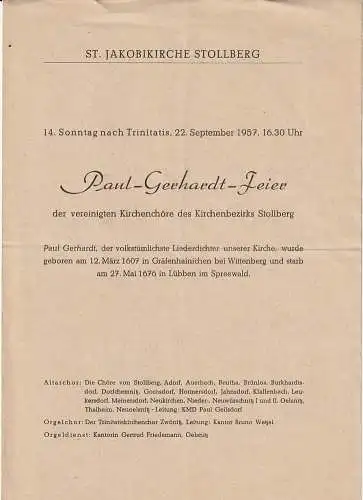 ST. JAKOBIKIRCHE STOLLBERG
14. Sonntag nach Trinitatis, 22. September 1957, 16.30 Uhr
Paul-Gerhardt-Feier
der vereinigten Kirchenchöre des Kirchenbezirks Stollberg
Paul Gerhardt, der volkstümlichste Liederdichter unserer Kirche, wurde
geboren am 12. März 1607 in Gräfenhainichen bei Wittenberg und starb
am 27. Mai 1676 in Lübben im Spreewald.
Altarchor: Die Chöre von Stollberg, Adorf, Auerbach, Beutha, Brünlos, Burkhardts-
dorf, Dorfchemnitz, Gornsdorf, Hormersdorf, Jahnsdorf, Klaffenbach, Leu-
kersdorf, Meinersdorf, Neukirchen, Nieder-, Neuwürschnitz I und II, Oelsnitz,
Thalheim, Neuoelsnitz - Leitung: KMD Paul Geilsdorf
Orgelchor: Der Trinitatiskirchenchor Zwönitz, Leitung: Kantor Bruno Weigel
Orgeldienst: Kantorin Gertrud Friedemann, Oelsnitz